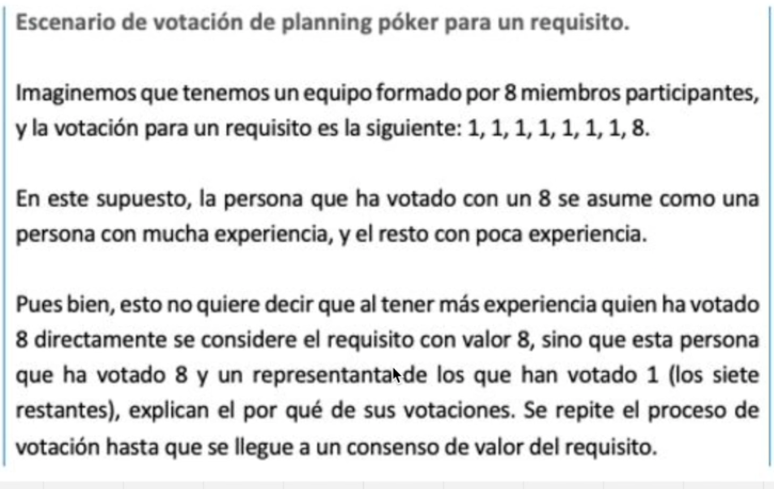 Escenario de votación de planning póker para un requisito.
Imaginemos que tenemos un equipo formado por 8 miembros participantes,
y la votación para un requisito es la siguiente: 1, 1, 1, 1, 1, 1, 1, 8.
En este supuesto, la persona que ha votado con un 8 se asume como una
persona con mucha experiencia, y el resto con poca experiencia.
Pues bien, esto no quiere decir que al tener más experiencia quien ha votado
8 directamente se considere el requisito con valor 8, sino que esta persona
que ha votado 8 y un representanta de los que han votado 1 (los siete
restantes), explican el por qué de sus votaciones. Se repite el proceso de
votación hasta que se llegue a un consenso de valor del requisito.